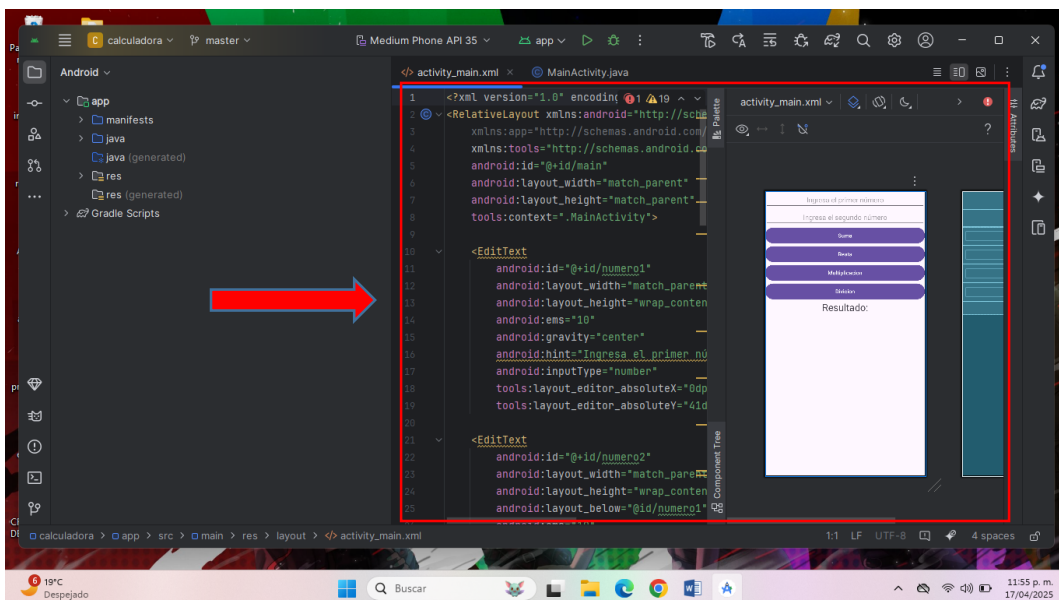 C calculadora master Medium Phone API 35 app
Android
activity_main.xml MainActivity.java
app
manifests
java
java (generated)
res
res (generated)
Gradle Scripts
1 <?xml version="1.0" encoding 1 19
2 <RelativeLayout xmlns:android="http://sche
3 xmlns:app="http://schemas.android.com/
4 xmlns:tools="http://schemas.android.co
5 android:id="@+id/main"
6 android:layout_width="match_parent"
7 android:layout_height="match_parent"
8 tools:context=".MainActivity">
9
10 <EditText
11 android:id="@+id/numero1"
12 android:layout_width="match_parent
13 android:layout_height="wrap_conten
14 android:ems="10"
15 android:gravity="center"
16 android:hint="Ingresa el primer nú
17 android:inputType="number"
18 tools:layout_editor_absoluteX="0dp
19 tools:layout_editor_absoluteY="41d
20
21 <EditText
22 android:id="@+id/numero2"
23 android:layout_width="match_parent
24 android:layout_height="wrap_conten
25 android:layout_below="@id/numero1"
Palette
Component Tree
activity_main.xml
Attributes
Ingresa el primer número
Ingresa el segundo número
Suma
Resta
Multiplicacion
Division
Resultado:
calculadora > app > src > main > res > layout > activity_main.xml
1:1 LF UTF-8 4 spaces
6
19°C
Despejado
Buscar
11:55 p. m.
17/04/2025